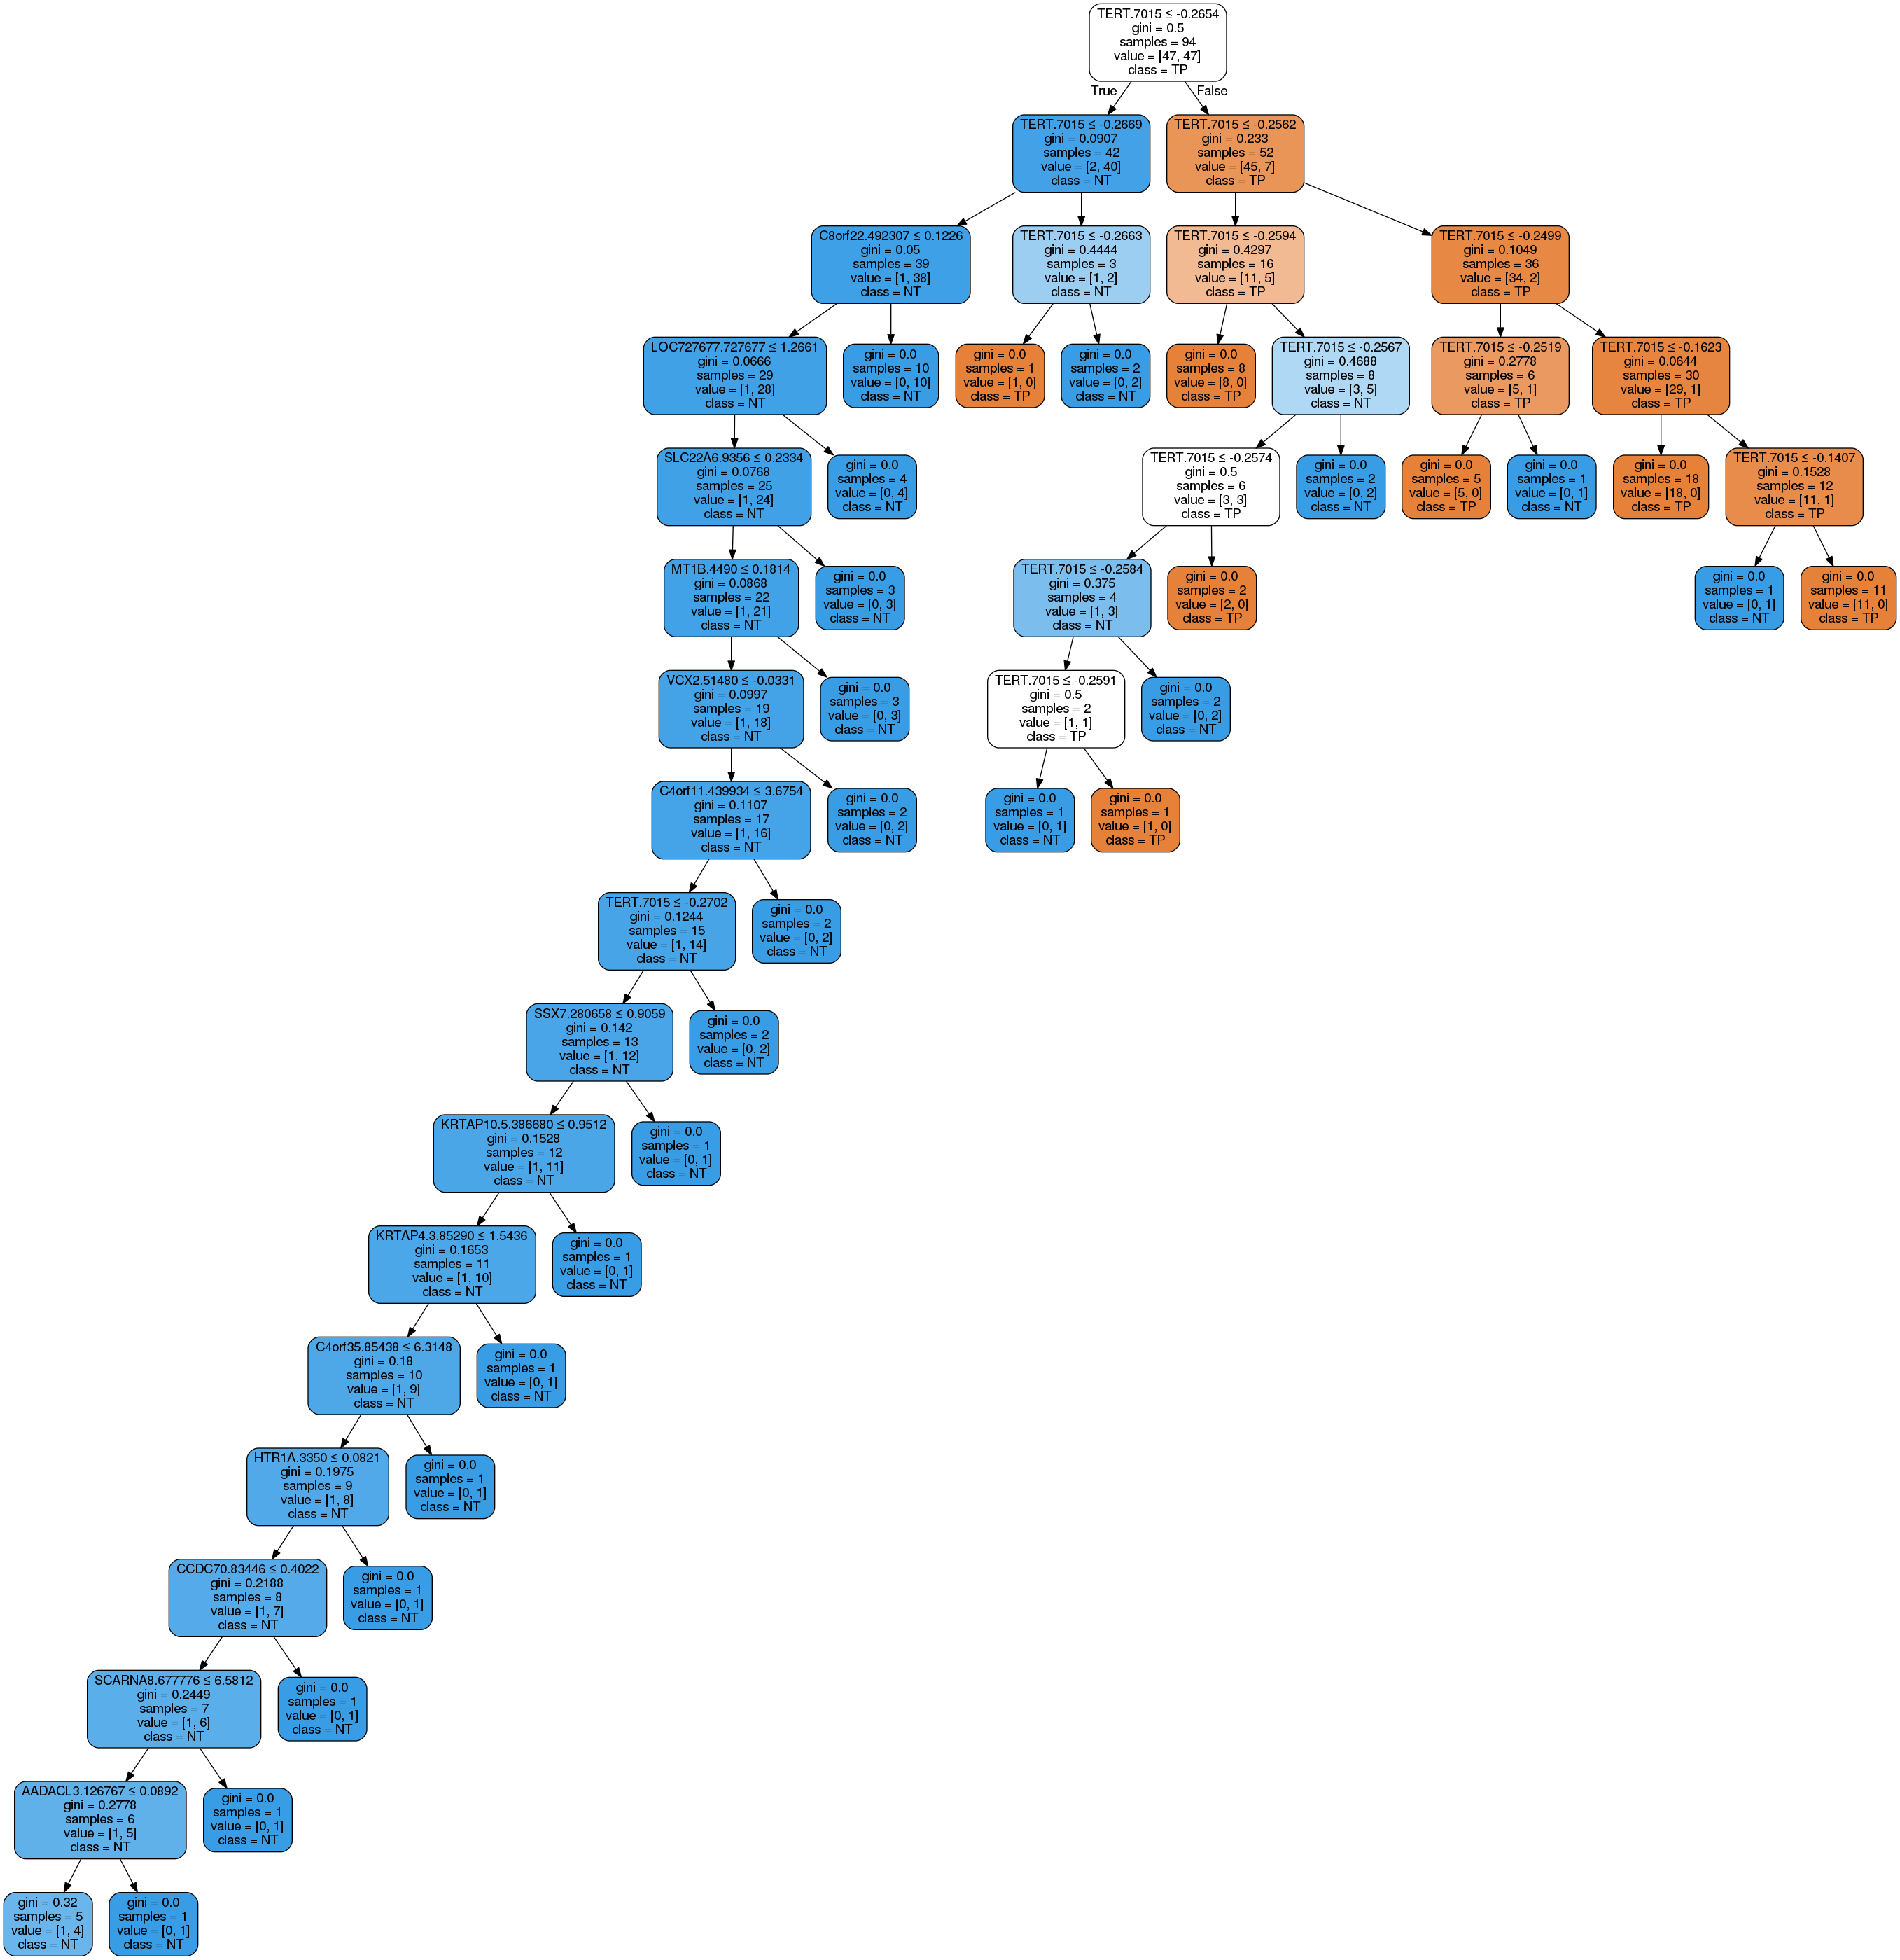 TERT.7015 ≤ -0.2654
gini = 0.5
samples = 94
value = [47, 47]
class = TP
True
False
TERT.7015 ≤ -0.2669
gini = 0.0907
samples = 42
value = [2, 40]
class = NT
TERT.7015 ≤ -0.2562
gini = 0.233
samples = 52
value = [45, 7]
class = TP
C8orf22.492307 ≤ 0.1226
gini = 0.05
samples = 39
value = [1, 38]
class = NT
TERT.7015 ≤ -0.2663
gini = 0.4444
samples = 3
value = [1, 2]
class = NT
TERT.7015 ≤ -0.2594
gini = 0.4297
samples = 16
value = [11, 5]
class = TP
TERT.7015 ≤ -0.2499
gini = 0.1049
samples = 36
value = [34, 2]
class = TP
LOC727677.727677 ≤ 1.2661
gini = 0.0666
samples = 29
value = [1, 28]
class = NT
gini = 0.0
samples = 10
value = [0, 10]
class = NT
gini = 0.0
samples = 1
value = [1, 0]
class = TP
gini = 0.0
samples = 2
value = [0, 2]
class = NT
gini = 0.0
samples = 8
value = [8, 0]
class = TP
TERT.7015 ≤ -0.2567
gini = 0.4688
samples = 8
value = [3, 5]
class = NT
TERT.7015 ≤ -0.2519
gini = 0.2778
samples = 6
value = [5, 1]
class = TP
TERT.7015 ≤ -0.1623
gini = 0.0644
samples = 30
value = [29, 1]
class = TP
SLC22A6.9356 ≤ 0.2334
gini = 0.0768
samples = 25
value = [1, 24]
class = NT
gini = 0.0
samples = 4
value = [0, 4]
class = NT
TERT.7015 ≤ -0.2574
gini = 0.5
samples = 6
value = [3, 3]
class = TP
gini = 0.0
samples = 2
value = [0, 2]
class = NT
gini = 0.0
samples = 5
value = [5, 0]
class = TP
gini = 0.0
samples = 1
value = [0, 1]
class = NT
gini = 0.0
samples = 18
value = [18, 0]
class = TP
TERT.7015 ≤ -0.1407
gini = 0.1528
samples = 12
value = [11, 1]
class = TP
MT1B.4490 ≤ 0.1814
gini = 0.0868
samples = 22
value = [1, 21]
class = NT
gini = 0.0
samples = 3
value = [0, 3]
class = NT
TERT.7015 ≤ -0.2584
gini = 0.375
samples = 4
value = [1, 3]
class = NT
gini = 0.0
samples = 2
value = [2, 0]
class = TP
gini = 0.0
samples = 1
value = [0, 1]
class = NT
gini = 0.0
samples = 11
value = [11, 0]
class = TP
VCX2.51480 ≤ -0.0331
gini = 0.0997
samples = 19
value = [1, 18]
class = NT
gini = 0.0
samples = 3
value = [0, 3]
class = NT
TERT.7015 ≤ -0.2591
gini = 0.5
samples = 2
value = [1, 1]
class = TP
gini = 0.0
samples = 2
value = [0, 2]
class = NT
C4orf11.439934 ≤ 3.6754
gini = 0.1107
samples = 17
value = [1, 16]
class = NT
gini = 0.0
samples = 2
value = [0, 2]
class = NT
gini = 0.0
samples = 1
value = [0, 1]
class = NT
gini = 0.0
samples = 1
value = [1, 0]
class = TP
TERT.7015 ≤ -0.2702
gini = 0.1244
samples = 15
value = [1, 14]
class = NT
gini = 0.0
samples = 2
value = [0, 2]
class = NT
SSX7.280658 ≤ 0.9059
gini = 0.142
samples = 13
value = [1, 12]
class = NT
gini = 0.0
samples = 2
value = [0, 2]
class = NT
KRTAP10.5.386680 ≤ 0.9512
gini = 0.1528
samples = 12
value = [1, 11]
class = NT
gini = 0.0
samples = 1
value = [0, 1]
class = NT
KRTAP4.3.85290 ≤ 1.5436
gini = 0.1653
samples = 11
value = [1, 10]
class = NT
gini = 0.0
samples = 1
value = [0, 1]
class = NT
C4orf35.85438 ≤ 6.3148
gini = 0.18
samples = 10
value = [1, 9]
class = NT
gini = 0.0
samples = 1
value = [0, 1]
class = NT
HTR1A.3350 ≤ 0.0821
gini = 0.1975
samples = 9
value = [1, 8]
class = NT
gini = 0.0
samples = 1
value = [0, 1]
class = NT
CCDC70.83446 ≤ 0.4022
gini = 0.2188
samples = 8
value = [1, 7]
class = NT
gini = 0.0
samples = 1
value = [0, 1]
class = NT
SCARNA8.677776 ≤ 6.5812
gini = 0.2449
samples = 7
value = [1, 6]
class = NT
gini = 0.0
samples = 1
value = [0, 1]
class = NT
AADACL3.126767 ≤ 0.0892
gini = 0.2778
samples = 6
value = [1, 5]
class = NT
gini = 0.0
samples = 1
value = [0, 1]
class = NT
gini = 0.32
samples = 5
value = [1, 4]
class = NT
gini = 0.0
samples = 1
value = [0, 1]
class = NT